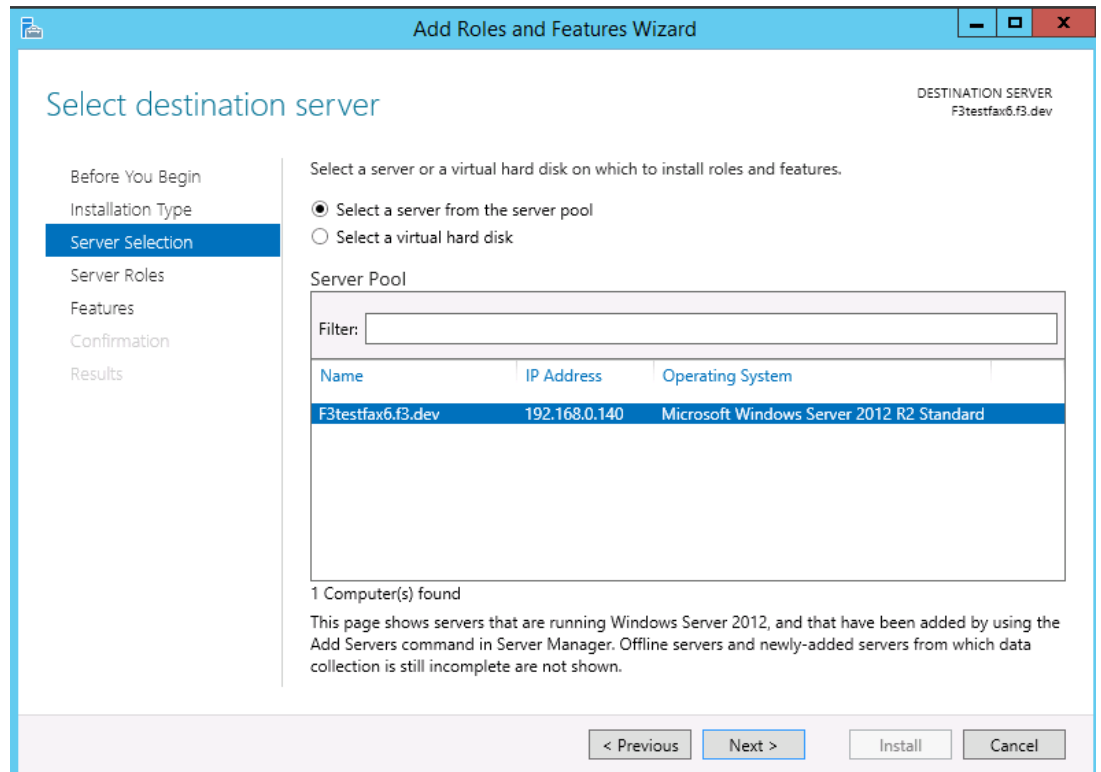 Add Roles and Features Wizard
Select destination server
DESTINATION SERVER
F3testfax6.f3.dev
Before You Begin
Installation Type
Server Selection
Server Roles
Features
Confirmation
Results
Select a server or a virtual hard disk on which to install roles and features.
Select a server from the server pool
Select a virtual hard disk
Server Pool
Filter:
Name IP Address Operating System
F3testfax6.f3.dev 192.168.0.140 Microsoft Windows Server 2012 R2 Standard
1 Computer(s) found
This page shows servers that are running Windows Server 2012, and that have been added by using the
Add Servers command in Server Manager. Offline servers and newly-added servers from which data
collection is still incomplete are not shown.
< Previous Next > Install Cancel